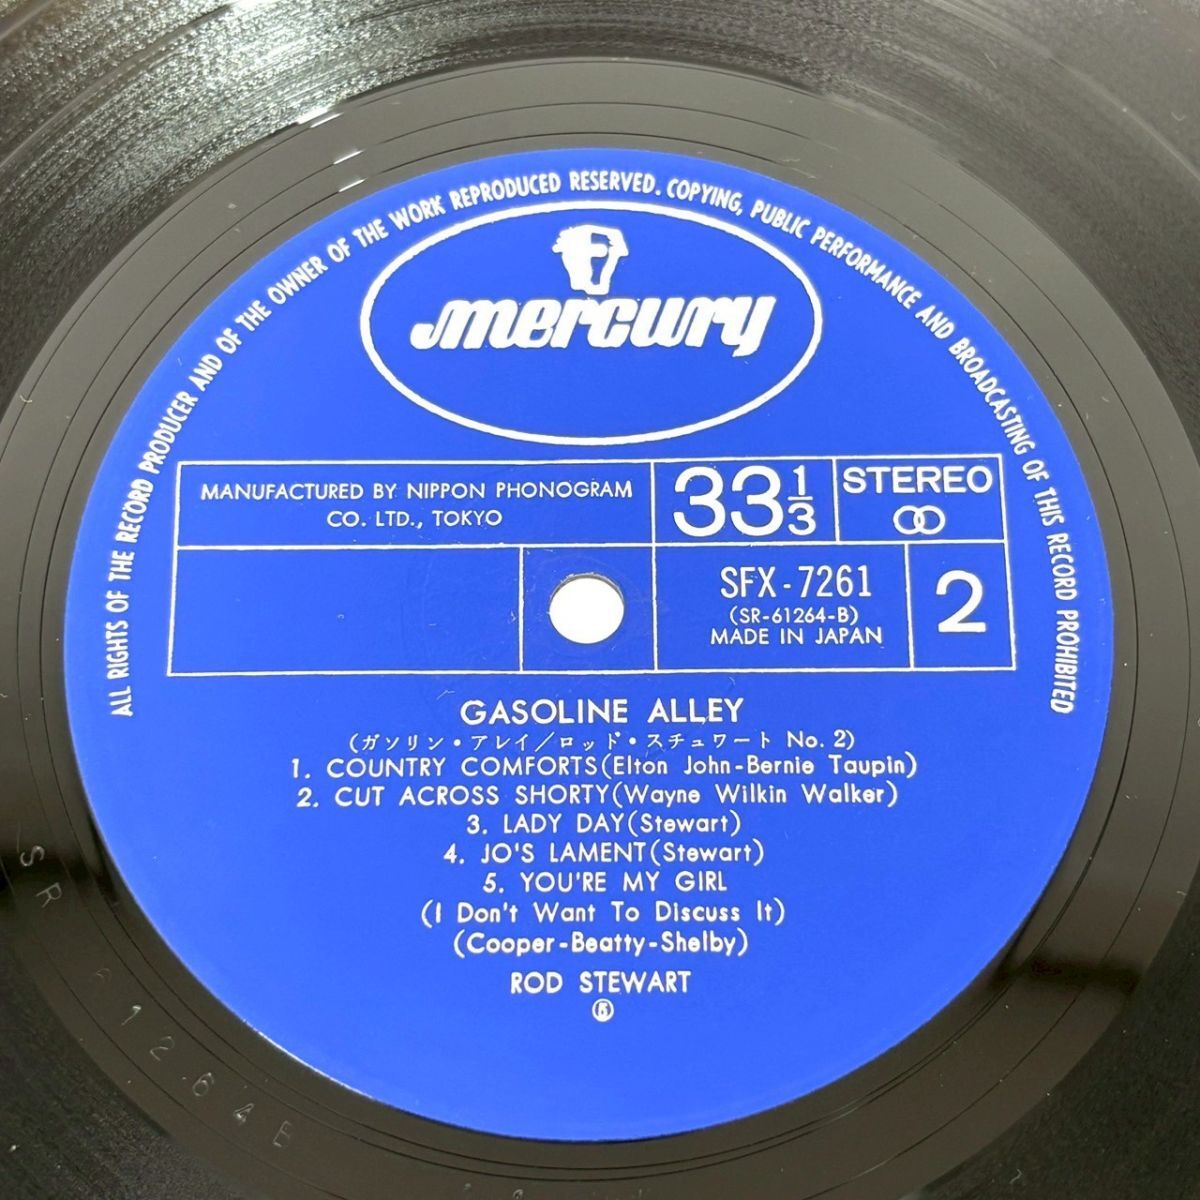 ALL RIGHTS OF THE RECORD PRODUCER AND OF THE OWNER OF THE WORK REPRODUCED RESERVED. COPYING, PUBLIC PERFORMANCE AND BROADCASTING OF THIS RECORD PROHIBITED
mercury
MANUFACTURED BY NIPPON PHONOGRAM
CO. LTD., TOKYO
33 1/3
STEREO
SFX-7261
(SR-61264-B)
MADE IN JAPAN
2
GASOLINE ALLEY
(ガソリン・アレイ/ロッド・スチュワート No. 2)
1. COUNTRY COMFORTS(Elton John-Bernie Taupin)
2. CUT ACROSS SHORTY(Wayne Wilkin Walker)
3. LADY DAY(Stewart)
4. JO'S LAMENT(Stewart)
5. YOU'RE MY GIRL
(I Don't Want To Discuss It)
(Cooper-Beatty-Shelby)
ROD STEWART
SR 61264